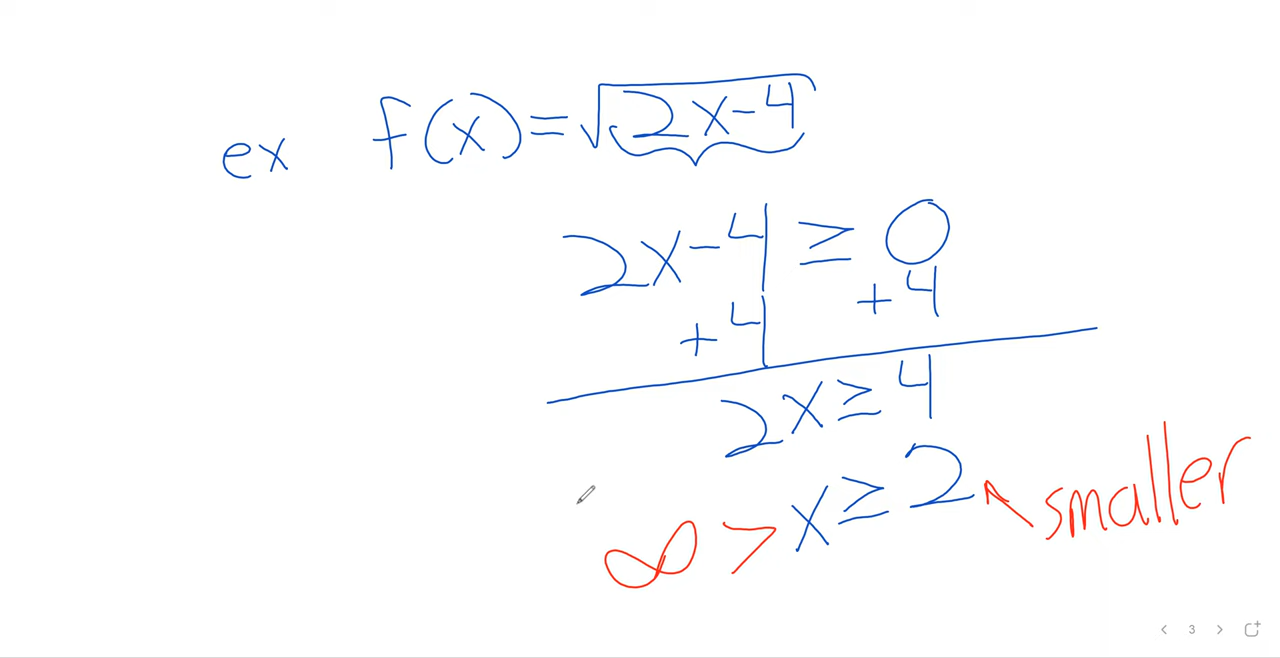 ex f(x)=√2x-4
2x-4 ≥ 0
+4 +4
2x ≥ 4
∞ > x ≥ 2 smaller
3